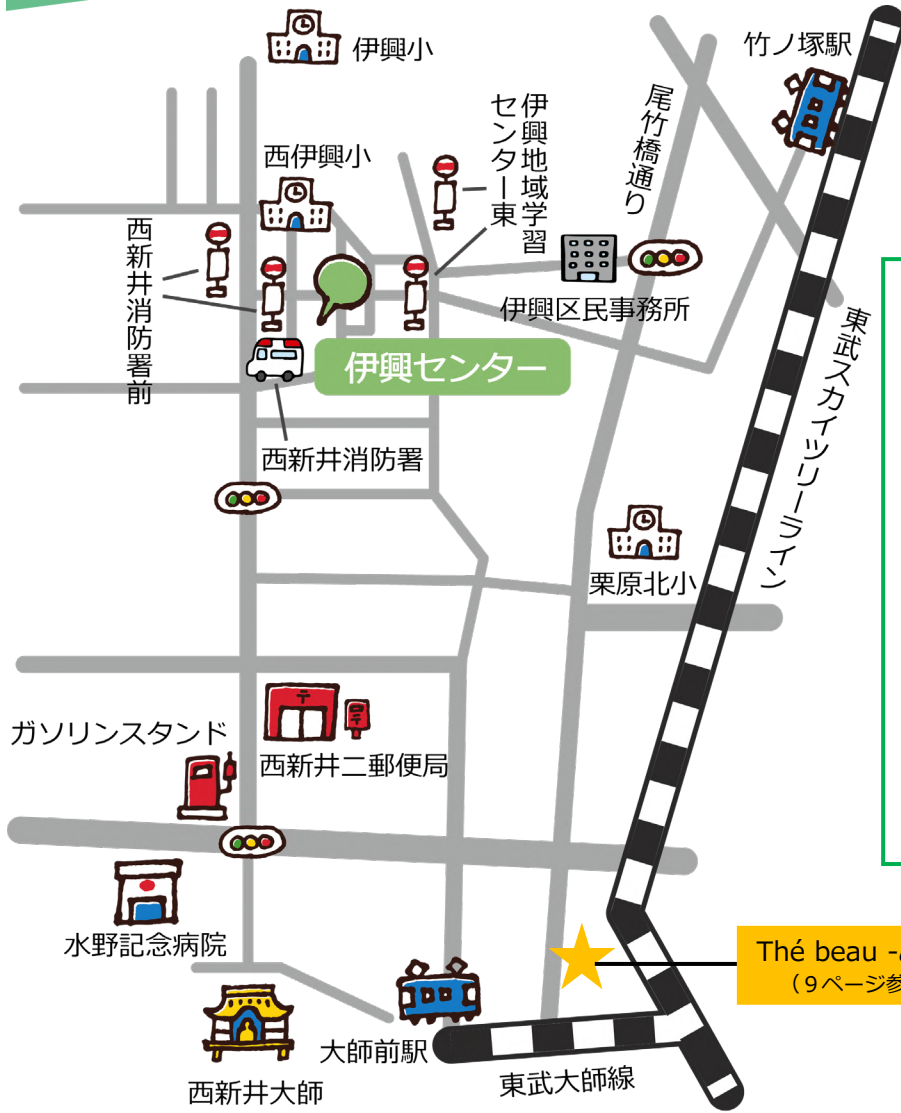 伊興小
竹ノ塚駅
尾竹橋通り
伊興地域学習
センター東
西伊興小
西新井消防署前
伊興区民事務所
東武スカイツリーライン
伊興センター
西新井消防署
栗原北小
ガソリンスタンド
西新井二郵便局
〒
〒
水野記念病院
Thé beau -
（9ページ参
大師前駅
東武大師線
西新井大師